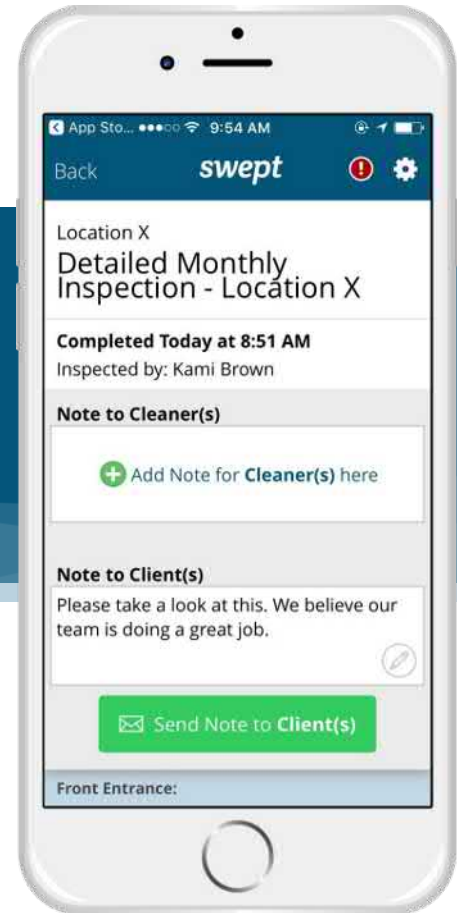 App Sto... 9:54 AM
Back swept
Location X
Detailed Monthly
Inspection - Location X
Completed Today at 8:51 AM
Inspected by: Kami Brown
Note to Cleaner(s)
Add Note for Cleaner(s) here
Note to Client(s)
Please take a look at this. We believe our
team is doing a great job.
Send Note to Client(s)
Front Entrance: